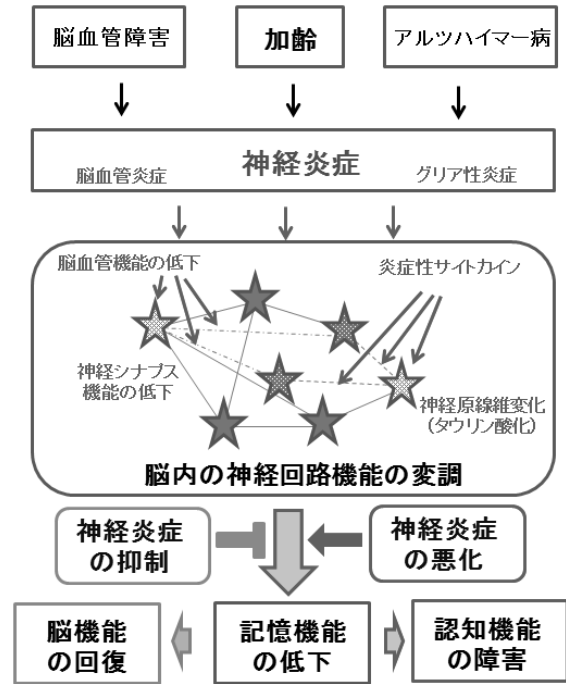 脳血管障害
加齢
アルツハイマー病
神経炎症
脳血管炎症
グリア性炎症
脳血管機能の低下
炎症性サイトカイン
神経シナプス
機能の低下
神経原線維変化
(タウリン酸化)
脳内の神経回路機能の変調
神経炎症
の抑制
神経炎症
の悪化
脳機能
の回復
記憶機能
の低下
認知機能
の障害